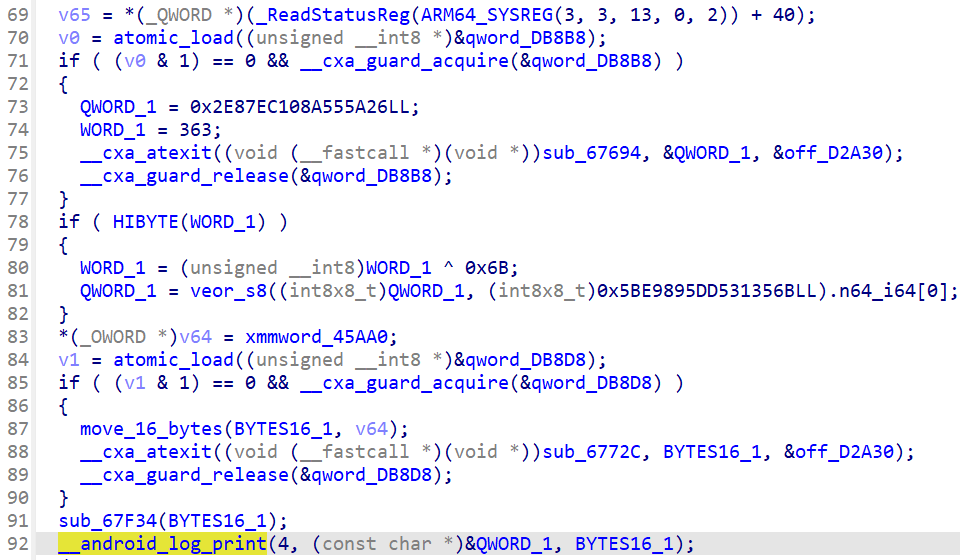 69 v65 = *(_QWORD *)(_ReadStatusReg(ARM64_SYSREG(3, 3, 13, 0, 2)) + 40);
70 v0 = atomic_load((unsigned __int8 *)&qword_DB8B8);
71 if ( (v0 & 1) == 0 && __cxa_guard_acquire(&qword_DB8B8) )
72 {
73   QWORD_1 = 0x2E87EC108A555A26LL;
74   WORD_1 = 363;
75   __cxa_atexit((void (__fastcall *)(void *))sub_67694, &QWORD_1, &off_D2A30);
76   __cxa_guard_release(&qword_DB8B8);
77 }
78 if ( HIBYTE(WORD_1) )
79 {
80   WORD_1 = (unsigned __int8)WORD_1 ^ 0x6B;
81   QWORD_1 = veor_s8((int8x8_t)QWORD_1, (int8x8_t)0x5BE9895DD531356BLL).n64_i64[0];
82 }
83 *(_OWORD *)v64 = xmmword_45AA0;
84 v1 = atomic_load((unsigned __int8 *)&qword_DB8D8);
85 if ( (v1 & 1) == 0 && __cxa_guard_acquire(&qword_DB8D8) )
86 {
87   move_16_bytes(BYTES16_1, v64);
88   __cxa_atexit((void (__fastcall *)(void *))sub_6772C, BYTES16_1, &off_D2A30);
89   __cxa_guard_release(&qword_DB8D8);
90 }
91 sub_67F34(BYTES16_1);
92 __android_log_print(4, (const char *)&QWORD_1, BYTES16_1);